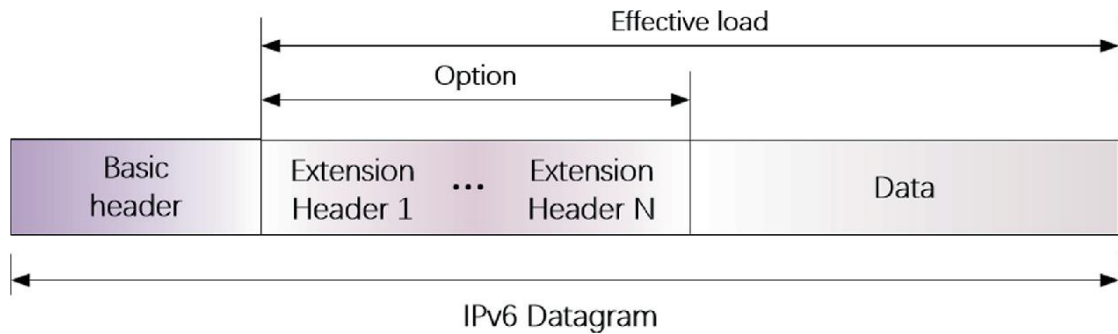 Effective load
Option
Basic
header
Extension
Header 1
...
Extension
Header N
Data
IPv6 Datagram